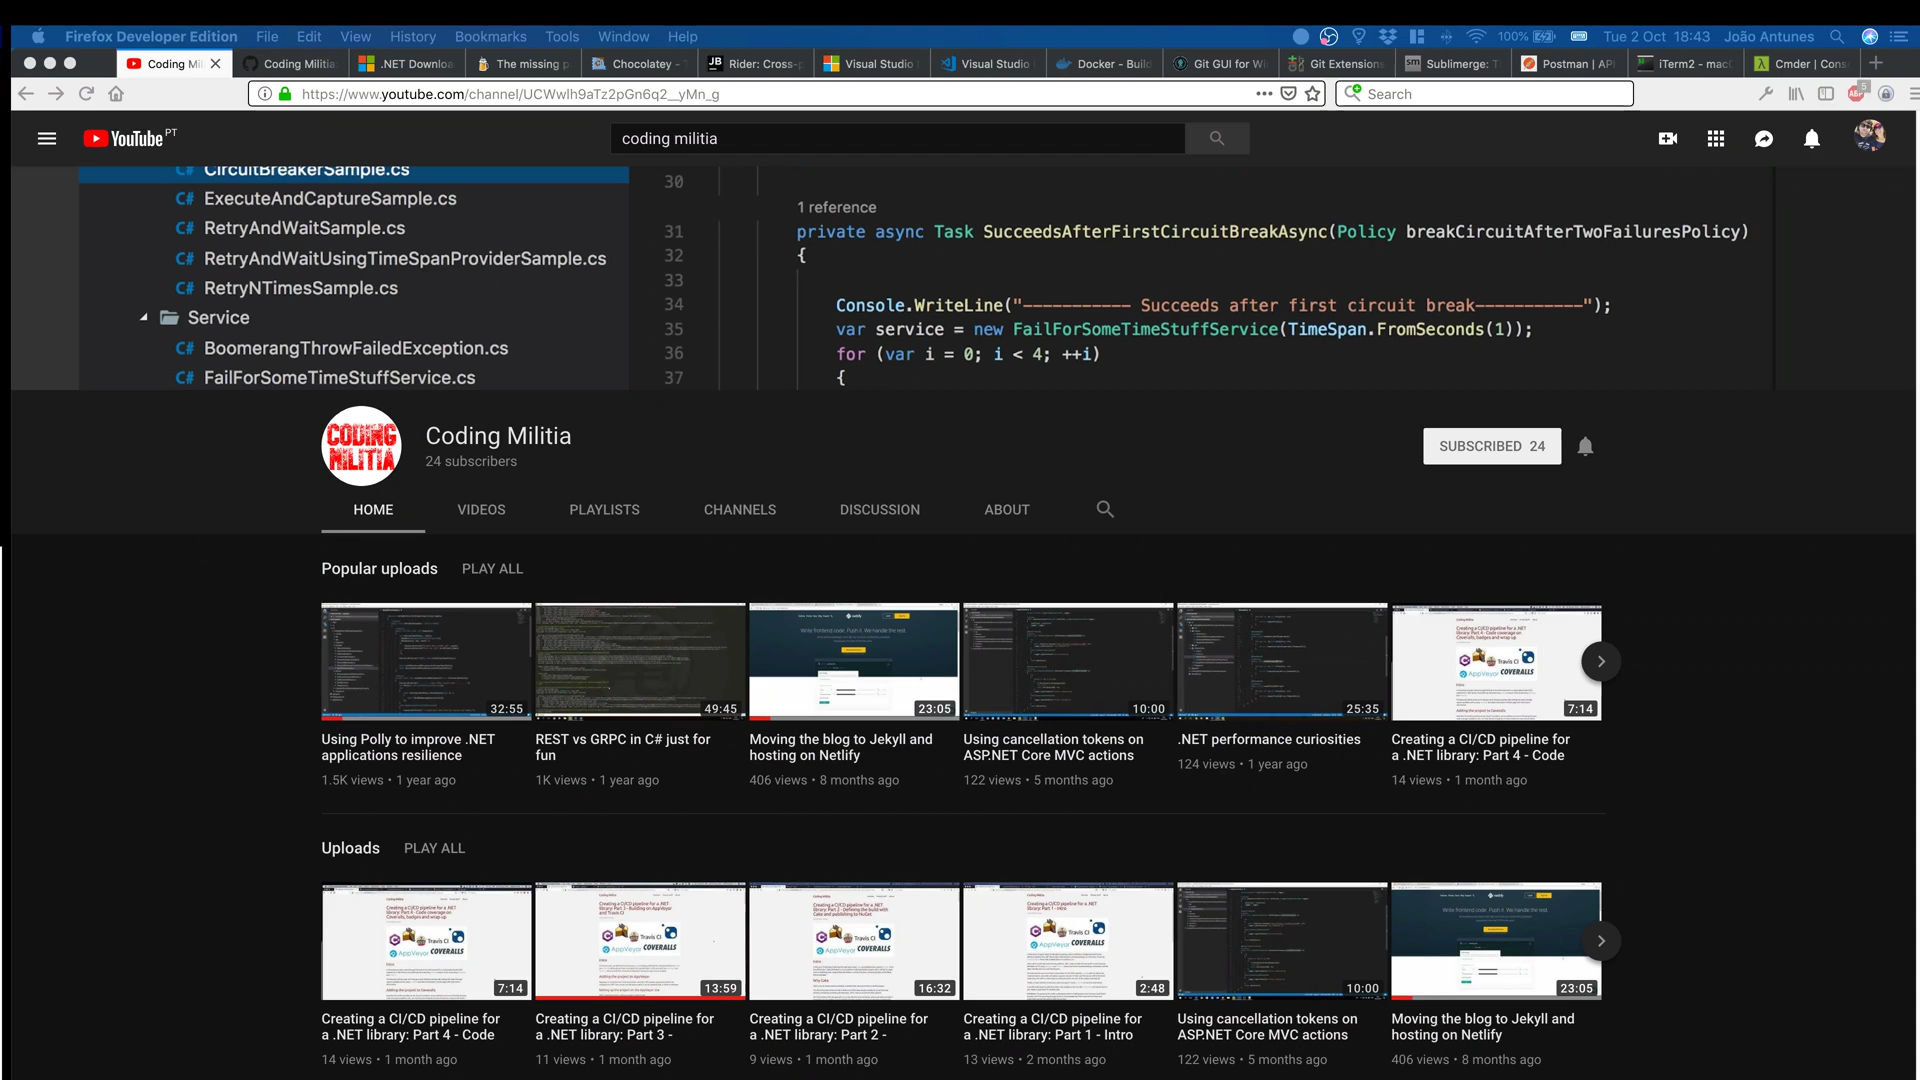 Firefox Developer Edition File Edit View History Bookmarks Tools Window Help 100% Tue 2 Oct 18:43 João Antunes
Coding Mi Coding Militia .NET Downloa The missing p Chocolatey - Rider: Cross-p Visual Studio Visual Studio Docker - Build Git GUI for Wi Git Extensions Sublimerge: T Postman | API iTerm2 - macO Cmder | Cons
https://www.youtube.com/channel/UCWwlh9aTz2pGn6q2__yMn_g Search
YouTube PT coding militia
CircuitBreakerSample.cs
ExecuteAndCaptureSample.cs
RetryAndWaitSample.cs
RetryAndWaitUsingTimeSpanProviderSample.cs
RetryNTimesSample.cs
Service
BoomerangThrowFailedException.cs
FailForSomeTimeStuffService.cs
30
1 reference
31 private async Task SucceedsAfterFirstCircuitBreakAsync(Policy breakCircuitAfterTwoFailuresPolicy)
32 {
33
34 Console.WriteLine("----------- Succeeds after first circuit break-----------");
35 var service = new FailForSomeTimeStuffService(TimeSpan.FromSeconds(1));
36 for (var i = 0; i < 4; ++i)
37 {
CODING
MILITIA
Coding Militia
24 subscribers
SUBSCRIBED 24
HOME VIDEOS PLAYLISTS CHANNELS DISCUSSION ABOUT
Popular uploads PLAY ALL
32:55 49:45 23:05 10:00 25:35 7:14
Using Polly to improve .NET
applications resilience
1.5K views • 1 year ago
REST vs GRPC in C# just for
fun
1K views • 1 year ago
Moving the blog to Jekyll and
hosting on Netlify
406 views • 8 months ago
Using cancellation tokens on
ASP.NET Core MVC actions
122 views • 5 months ago
.NET performance curiosities
124 views • 1 year ago
Creating a CI/CD pipeline for
a .NET library: Part 4 - Code
14 views • 1 month ago
Uploads PLAY ALL
7:14 13:59 16:32 2:48 10:00 23:05
Creating a CI/CD pipeline for
a .NET library: Part 4 - Code
14 views • 1 month ago
Creating a CI/CD pipeline for
a .NET library: Part 3 -
11 views • 1 month ago
Creating a CI/CD pipeline for
a .NET library: Part 2 -
9 views • 1 month ago
Creating a CI/CD pipeline for
a .NET library: Part 1 - Intro
13 views • 2 months ago
Using cancellation tokens on
ASP.NET Core MVC actions
122 views • 5 months ago
Moving the blog to Jekyll and
hosting on Netlify
406 views • 8 months ago